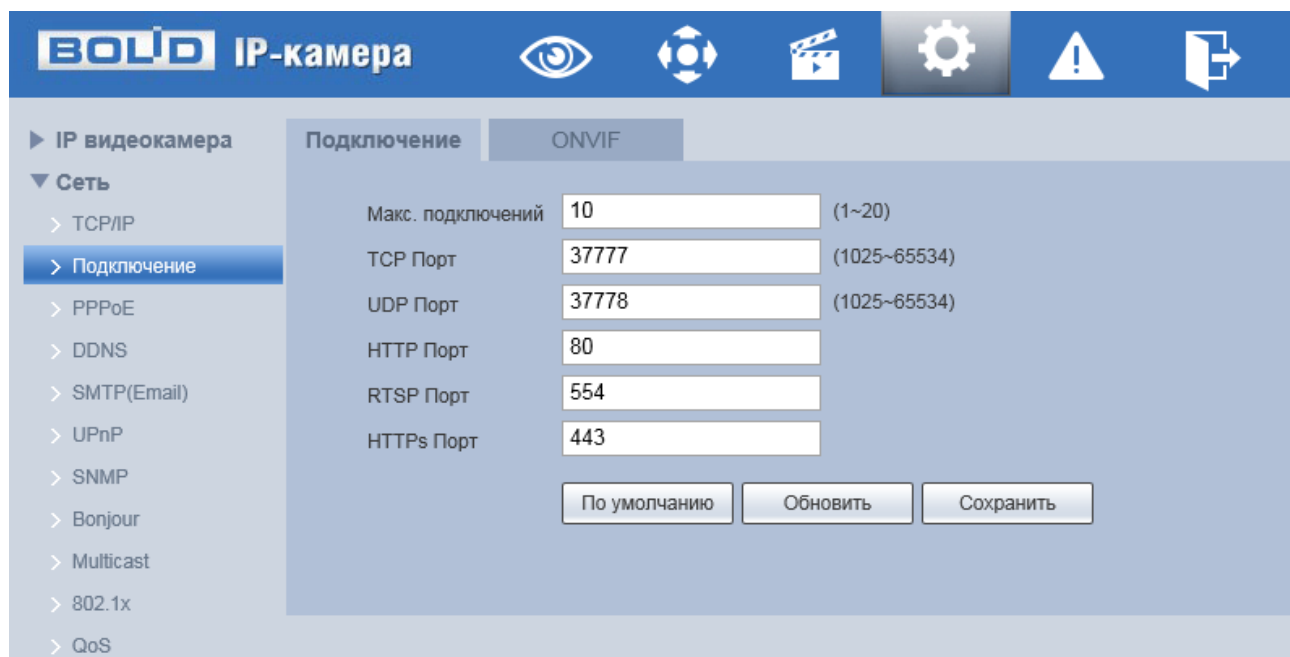 BOLID IP-камера
IP видеокамера
Сеть
TCP/IP
Подключение
PPPoE
DDNS
SMTP(Email)
UPnP
SNMP
Bonjour
Multicast
802.1x
QoS
Подключение ONVIF
Макс. подключений 10 (1~20)
TCP Порт 37777 (1025~65534)
UDP Порт 37778 (1025~65534)
HTTP Порт 80
RTSP Порт 554
HTTPs Порт 443
По умолчанию Обновить Сохранить